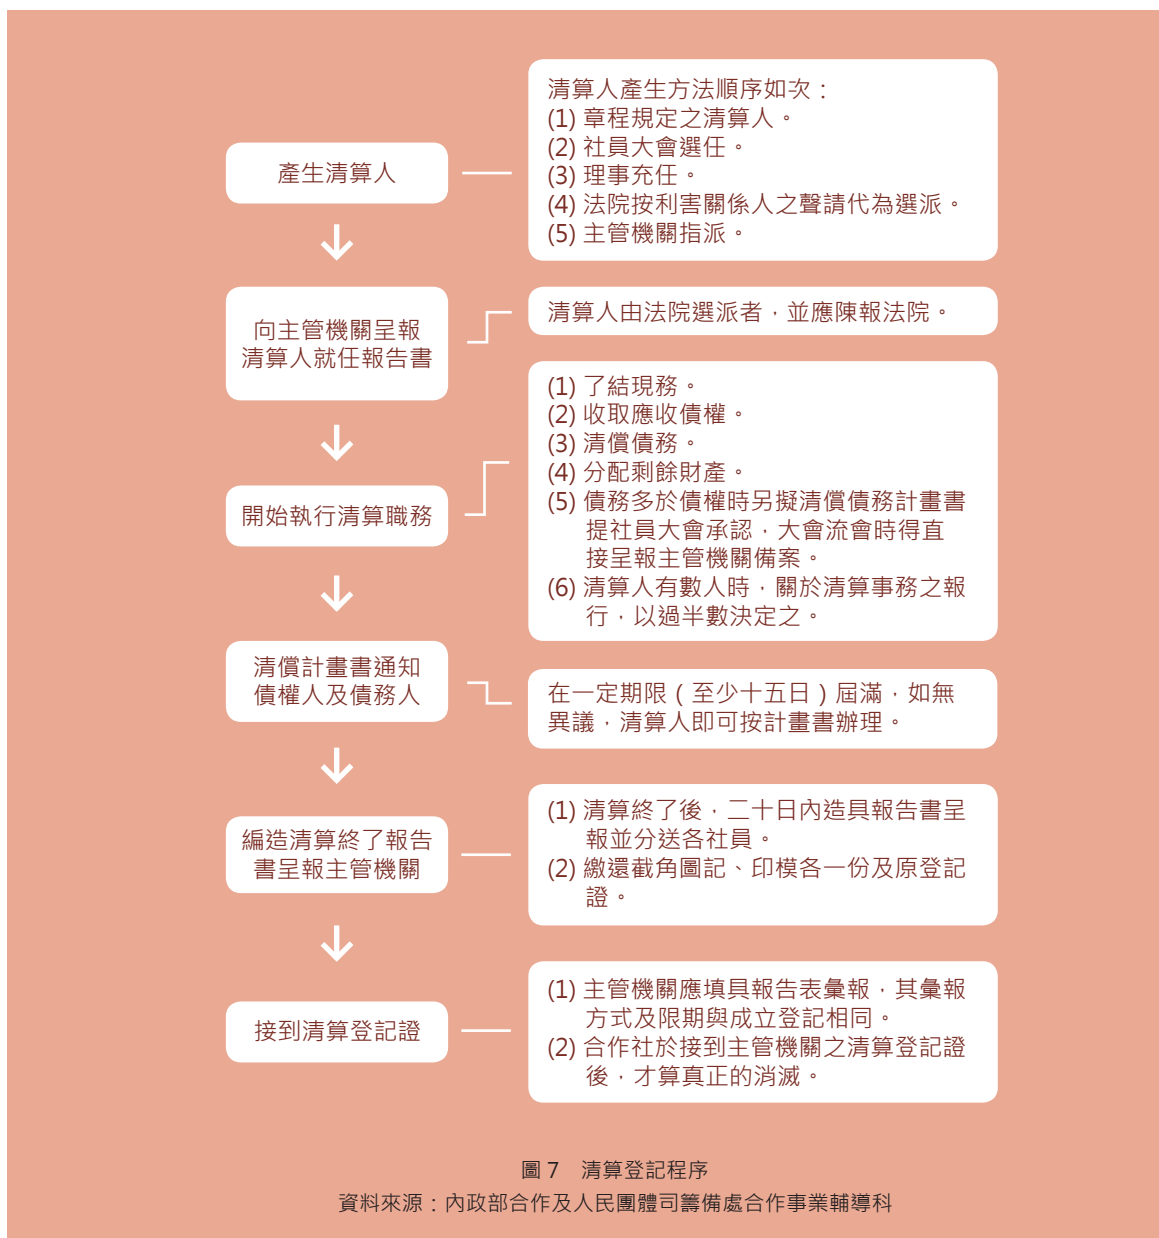 產生清算人
清算人產生方法順序如次：
(1) 章程規定之清算人。
(2) 社員大會選任。
(3) 理事充任。
(4) 法院按利害關係人之聲請代為選派。
(5) 主管機關指派。
向主管機關呈報
清算人就任報告書
清算人由法院選派者，並應陳報法院。
開始執行清算職務
(1) 了結現務。
(2) 收取應收債權。
(3) 清償債務。
(4) 分配剩餘財產。
(5) 債務多於債權時另擬清償債務計畫書
提社員大會承認，大會流會時得直
接呈報主管機關備案。
(6) 清算人有數人時，關於清算事務之報
行，以過半數決定之。
清償計畫書通知
債權人及債務人
在一定期限（至少十五日）屆滿，如無
異議，清算人即可按計畫書辦理。
編造清算終了報告
書呈報主管機關
(1) 清算終了後，二十日內造具報告書呈
報並分送各社員。
(2) 繳還截角圖記、印模各一份及原登記
證。
接到清算登記證
(1) 主管機關應填具報告表彙報，其彙報
方式及限期與成立登記相同。
(2) 合作社於接到主管機關之清算登記證
後，才算真正的消滅。
圖 7　清算登記程序
資料來源：內政部合作及人民團體司籌備處合作事業輔導科